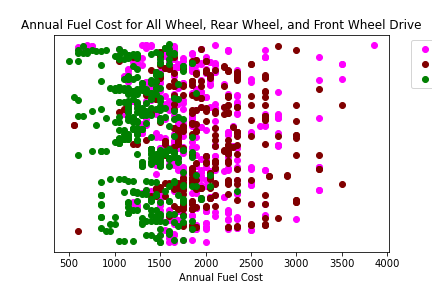 Annual Fuel Cost for All Wheel, Rear Wheel, and Front Wheel Drive
500 1000 1500 2000 2500 3000 3500 4000
Annual Fuel Cost